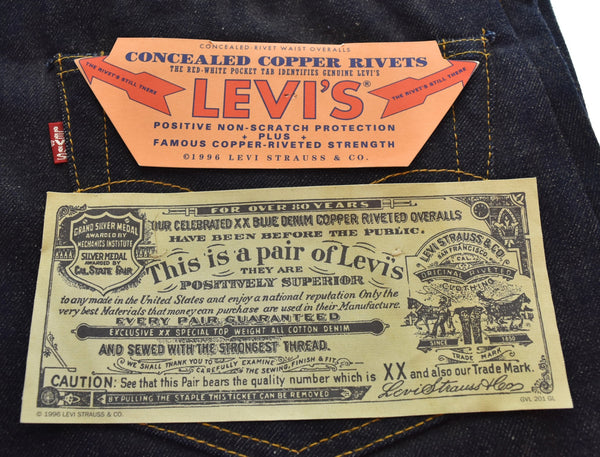 CONCEALED-RIVET WAIST OVERALLS
CONCEALED COPPER RIVETS
THE RED-WHITE POCKET TAB IDENTIFIES GENUINE LEVI'S
THE RIVET'S STILL THERE
LEVI'S®
THE RIVET'S STILL THERE
POSITIVE NON-SCRATCH PROTECTION
+ PLUS +
FAMOUS COPPER-RIVETED STRENGTH
©1996 LEVI STRAUSS & CO.
LEVI'S
FOR OVER 80 YEARS
OUR CELEBRATED XX BLUE DENIM COPPER RIVETED OVERALLS
HAVE BEEN BEFORE THE PUBLIC.
This is a pair of Levi's
THEY ARE
POSITIVELY SUPERIOR
to any made in the United States and enjoy a national reputation Only the
very best Materials that money can purchase are used in their Manufacture.
EVERY PAIR GUARANTEED
EXCLUSIVE XX SPECIAL TOP WEIGHT ALL COTTON DENIM
AND SEWED WITH THE STRONGEST THREAD.
WE SHALL THANK YOU TO CAREFULLY EXAMINE THE SEWING, FINISH & FIT
CAUTION: See that this Pair bears the quality number which is XX and also our Trade Mark.
Levi Strauss & Co
BY PULLING THE STAPLE THIS TICKET CAN BE REMOVED
GRAND SILVER MEDAL
AWARDED BY
MECHANICS INSTITUTE
SILVER MEDAL
AWARDED BY
CAL. STATE FAIR
LEVI STRAUSS & CO.
SAN FRANCISCO,
CAL.
ORIGINAL RIVETED
CLOTHING
SINCE 1850
TRADE MARK
© 1996 LEVI STRAUSS & CO.
GVL 201 GL